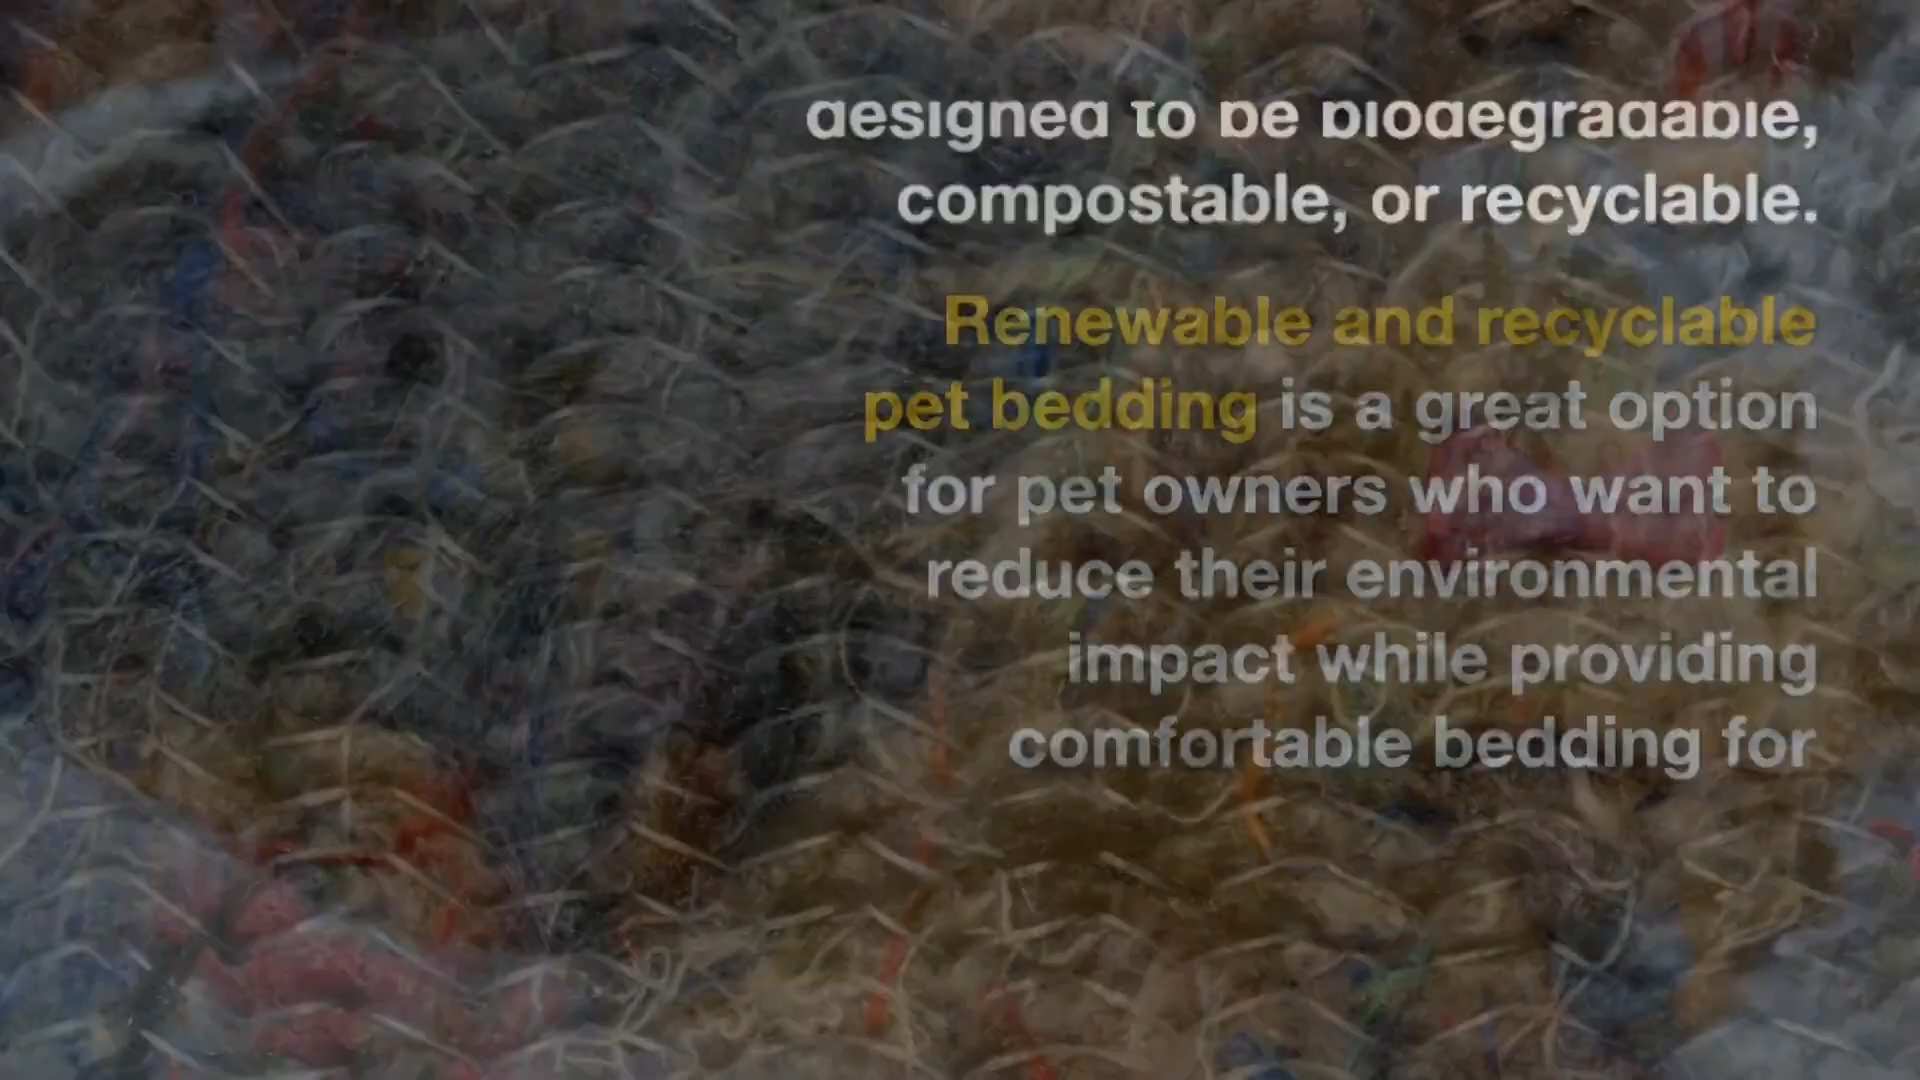 designed to be biodegradable,
compostable, or recyclable.
Renewable and recyclable
pet bedding is a great option
for pet owners who want to
reduce their environmental
impact while providing
comfortable bedding for